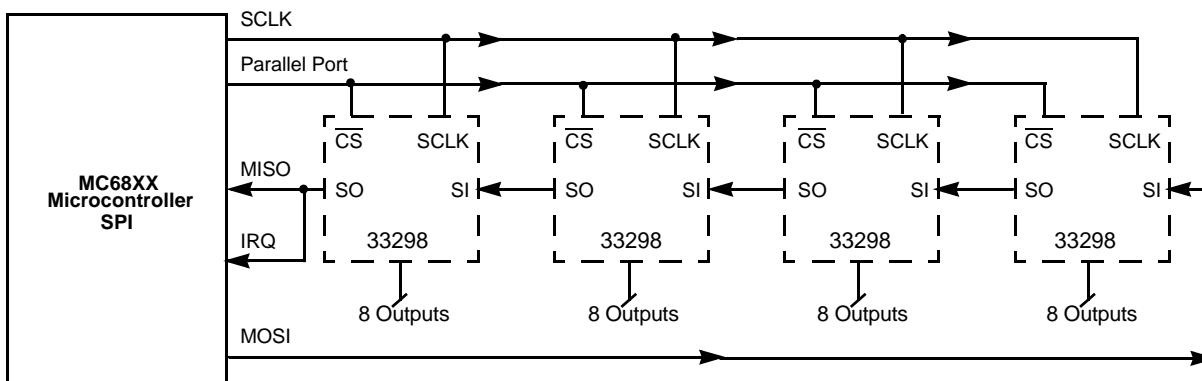 SCLK
Parallel Port
CS SCLK CS SCLK CS SCLK CS SCLK
MISO
SO SI SO SI SO SI SO SI
MC68XX
Microcontroller
SPI
IRQ
33298 33298 33298 33298
8 Outputs 8 Outputs 8 Outputs 8 Outputs
MOSI